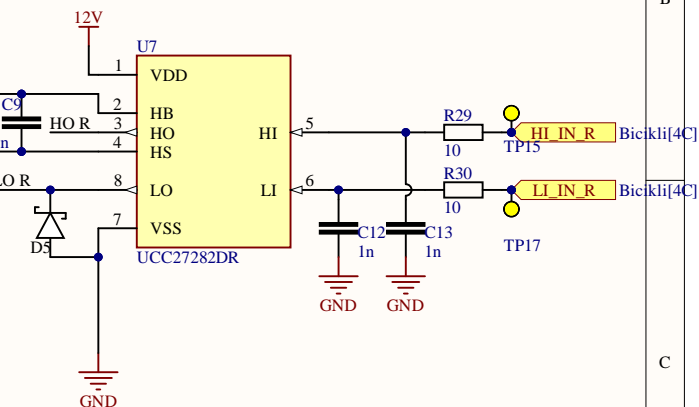 B
12V
U7
1
VDD
C9
2
HB
R29
HO R
3
HO
HI
5
HI_IN_R
Bicikli[4C]
n
4
HS
10
TP15
R30
LO R
8
LO
LI
6
LI_IN_R
Bicikli[4C]
10
7
VSS
C12
C13
D5
TP17
UCC27282DR
1n
1n
GND
GND
C
GND